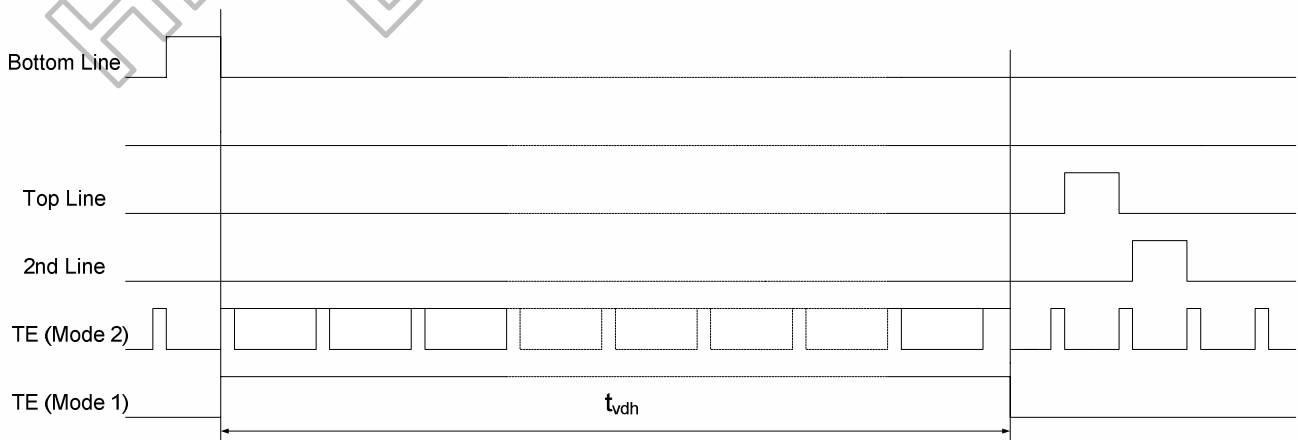 Bottom Line
Top Line
2nd Line
TE (Mode 2)
TE (Mode 1)
tvdh